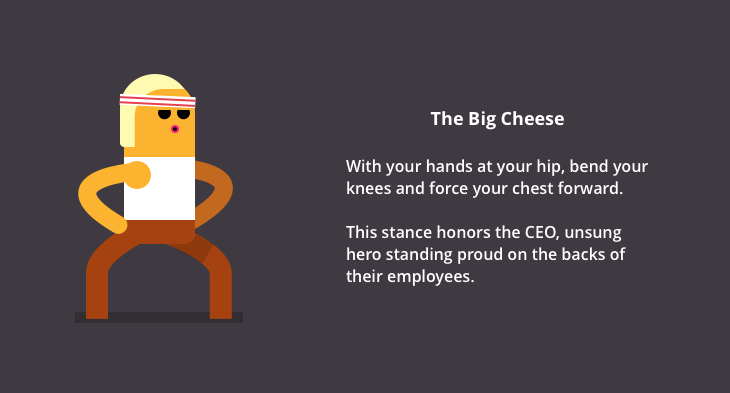 The Big Cheese
With your hands at your hip, bend your
knees and force your chest forward.
This stance honors the CEO, unsung
hero standing proud on the backs of
their employees.